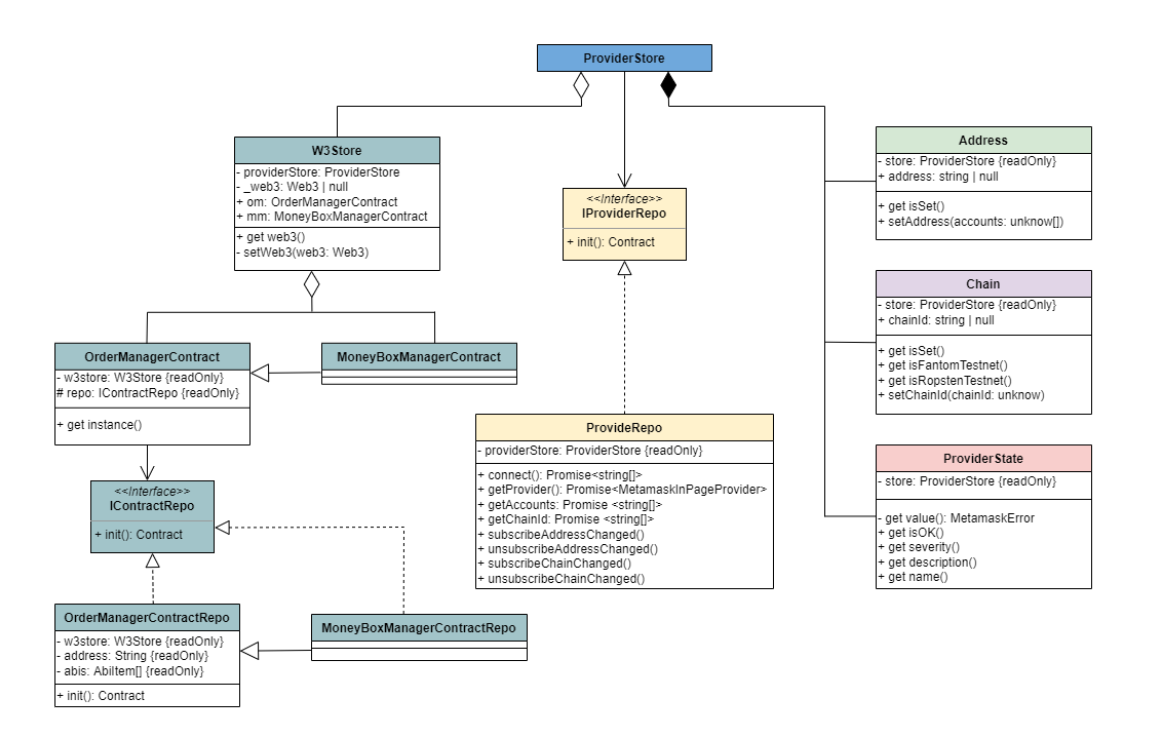 ProviderStore
W3Store
- providerStore: ProviderStore
- _web3: Web3 | null
+ om: OrderManagerContract
+ mm: MoneyBoxManagerContract
+ get web3()
- setWeb3(web3: Web3)
<<Interface>>
IProviderRepo
+ init(): Contract
Address
- store: ProviderStore {readOnly}
+ address: string | null
+ get isSet()
+ setAddress(accounts: unknow[])
Chain
- store: ProviderStore {readOnly}
+ chainId: string | null
+ get isSet()
+ get isFantomTestnet()
+ get isRopstenTestnet()
+ setChainId(chainId: unknow)
OrderManagerContract
- w3store: W3Store {readOnly}
# repo: IContractRepo {readOnly}
+ get instance()
MoneyBoxManagerContract
ProvideRepo
- providerStore: ProviderStore {readOnly}
+ connect(): Promise<string[]>
+ getProvider(): Promise<MetamaskInPageProvider>
+ getAccounts: Promise <string[]>
+ getChainId: Promise <string[]>
+ subscribeAddressChanged()
+ unsubscribeAddressChanged()
+ subscribeChainChanged()
+ unsubscribeChainChanged()
ProviderState
- store: ProviderStore {readOnly}
- get value(): MetamaskError
+ get isOK()
+ get severity()
+ get description()
+ get name()
<<Interface>>
IContractRepo
+ init(): Contract
OrderManagerContractRepo
- w3store: W3Store {readOnly}
- address: String {readOnly}
- abis: AbiItem[] {readOnly}
+ init(): Contract
MoneyBoxManagerContractRepo